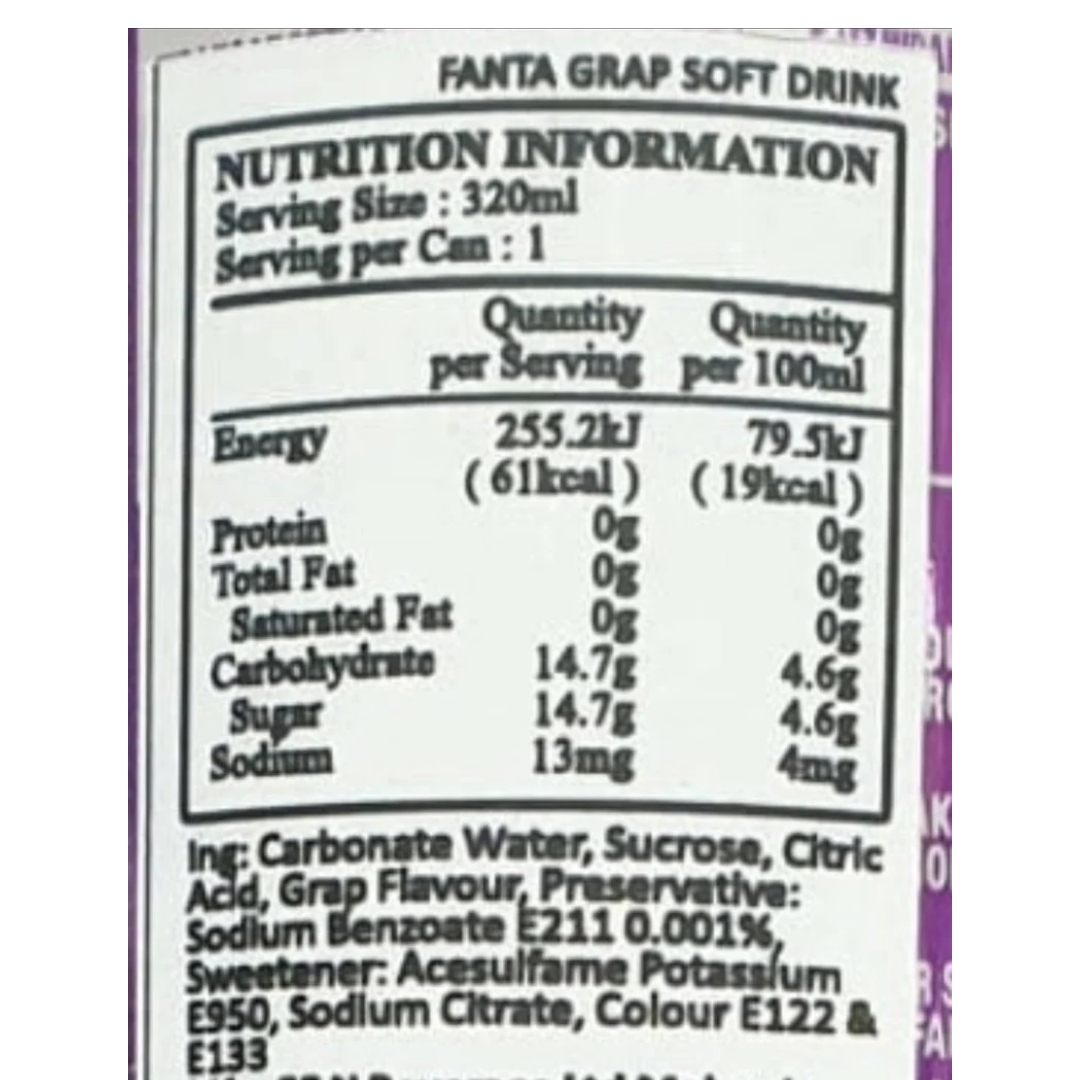 FANTA GRAP SOFT DRINK
NUTRITION INFORMATION
Serving Size : 320ml
Serving per Can : 1
Quantity per Serving Quantity per 100ml
Energy 255.2kJ 79.5kJ
( 61kcal ) ( 19kcal )
Protein 0g 0g
Total Fat 0g 0g
Saturated Fat 0g 0g
Carbohydrate 14.7g 4.6g
Sugar 14.7g 4.6g
Sodium 13mg 4mg
Ing: Carbonate Water, Sucrose, Citric
Acid, Grap Flavour, Preservative:
Sodium Benzoate E211 0.001%,
Sweetener: Acesulfame Potassium
E950, Sodium Citrate, Colour E122 &
E133